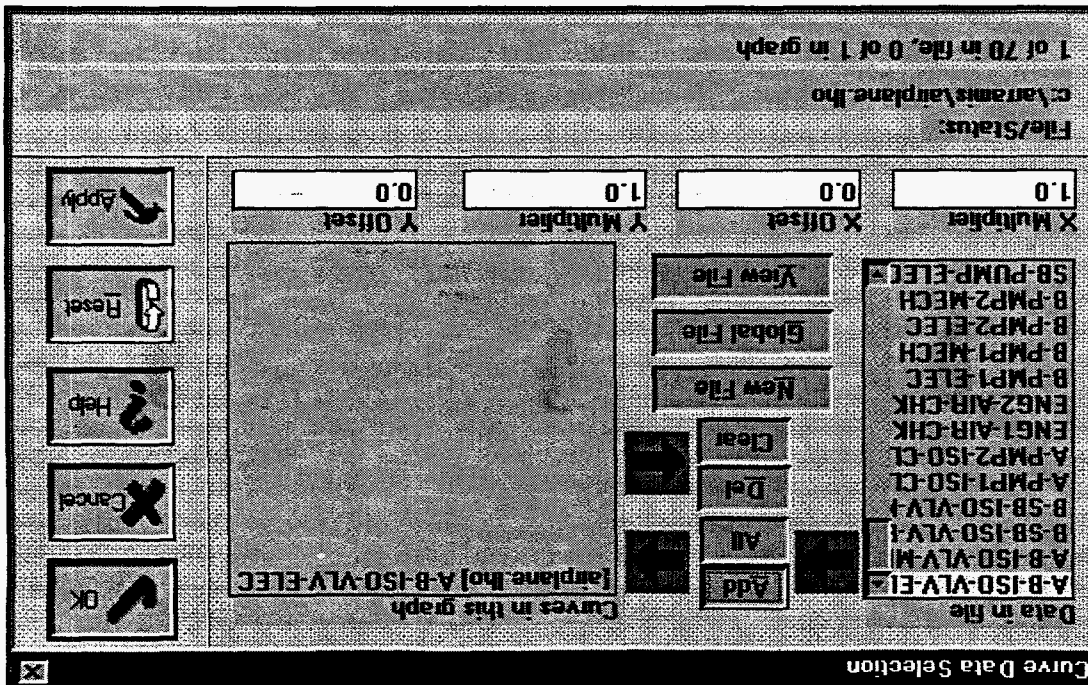 Curve Data Selection
Data in file
A-B-ISO-VLV-EL
A-B-ISO-VLV-M
B-SB-ISO-VLV-
B-SB-ISO-VLV-
A-PMP1-ISO-CL
A-PMP2-ISO-CL
ENG1-AIR-CHK
ENG2-AIR-CHK
B-PMP1-ELEC
B-PMP1-MECH
B-PMP2-ELEC
B-PMP2-MECH
SB-PUMP-ELEC
Add
All
Del
Clear
New File
Global File
View File
Curves in this graph
[airplane.lho] A-B-ISO-VLV-ELEC
OK
Cancel
Help
Reset
Apply
X Multiplier
1.0
X Offset
0.0
Y Multiplier
1.0
Y Offset
0.0
File/Status:
c:\arramis\airplane.lho
1 of 70 in file, 0 of 1 in graph